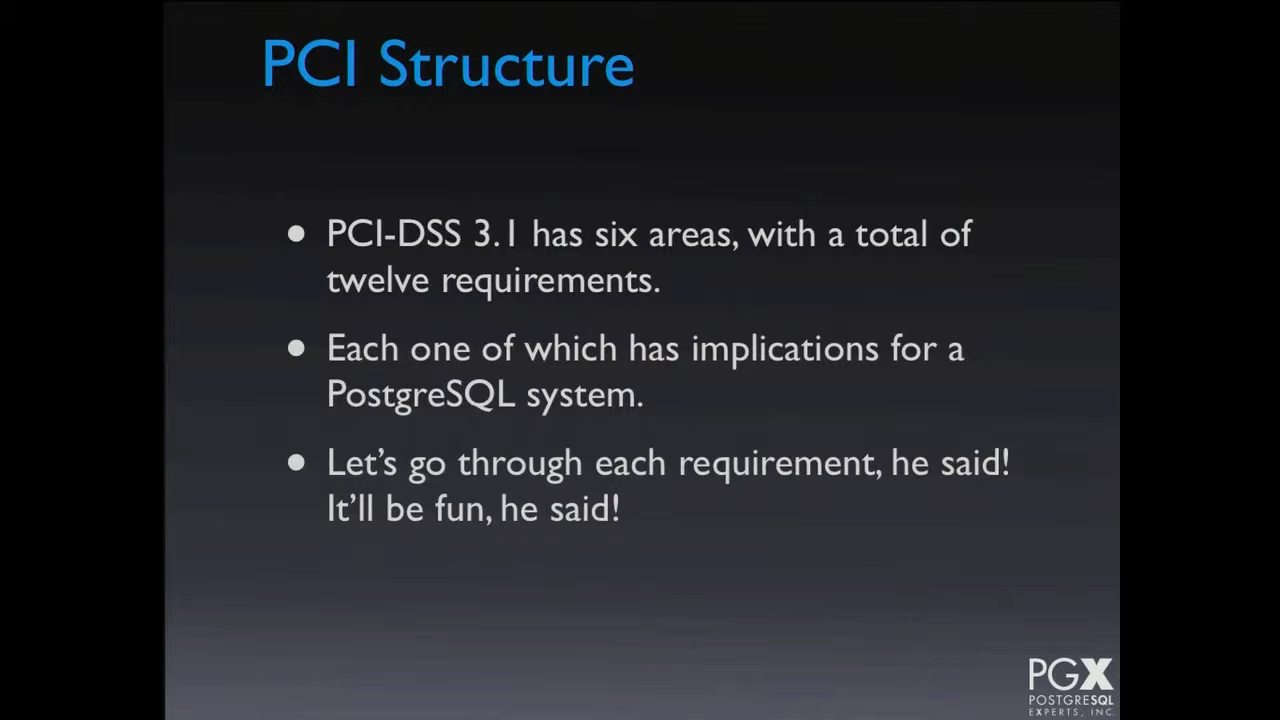 PCI Structure
• PCI-DSS 3.1 has six areas, with a total of
twelve requirements.
• Each one of which has implications for a
PostgreSQL system.
• Let’s go through each requirement, he said!
It’ll be fun, he said!
PGX
POSTGRESQL
EXPERTS, INC.